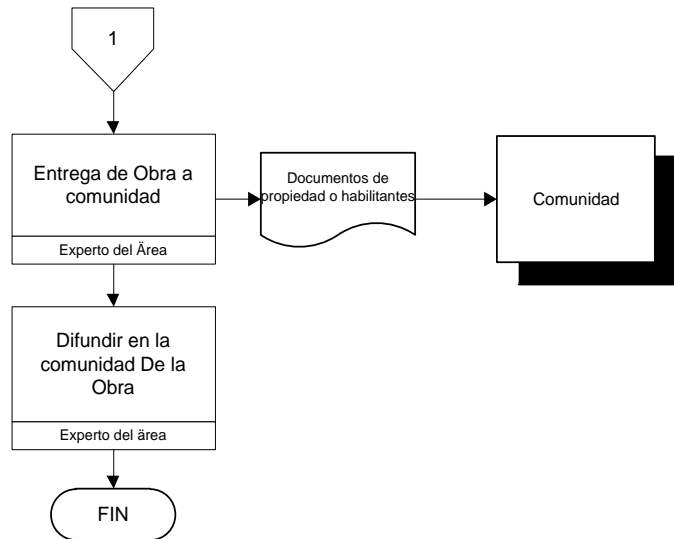 1
Entrega de Obra a
comunidad
Experto del Ärea
Documentos de
propiedad o habilitantes
Comunidad
Difundir en la
comunidad De la
Obra
Experto del ärea
FIN